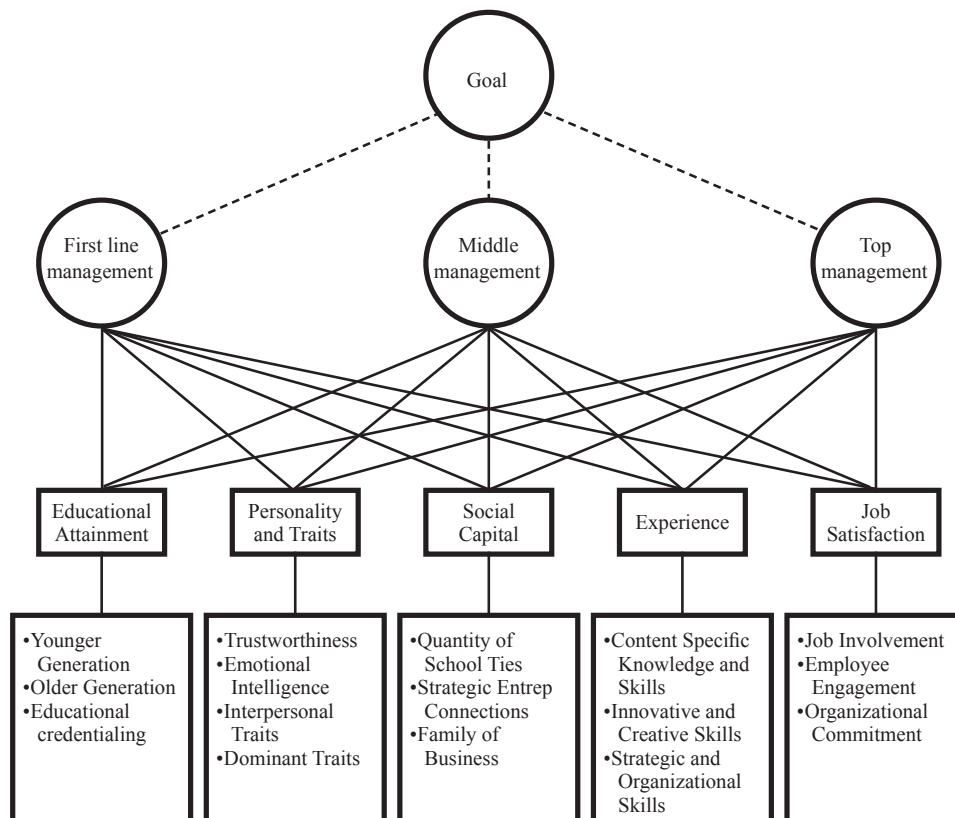 Goal
First line
management
Middle
management
Top
management
Educational
Attainment
Personality
and Traits
Social
Capital
Experience
Job
Satisfaction
•Younger
Generation
•Older Generation
•Educational
credentialing
•Trustworthiness
•Emotional
Intelligence
•Interpersonal
Traits
•Dominant Traits
•Quantity of
School Ties
•Strategic Entrep
Connections
•Family of
Business
•Content Specific
Knowledge and
Skills
•Innovative and
Creative Skills
•Strategic and
Organizational
Skills
•Job Involvement
•Employee
Engagement
•Organizational
Commitment